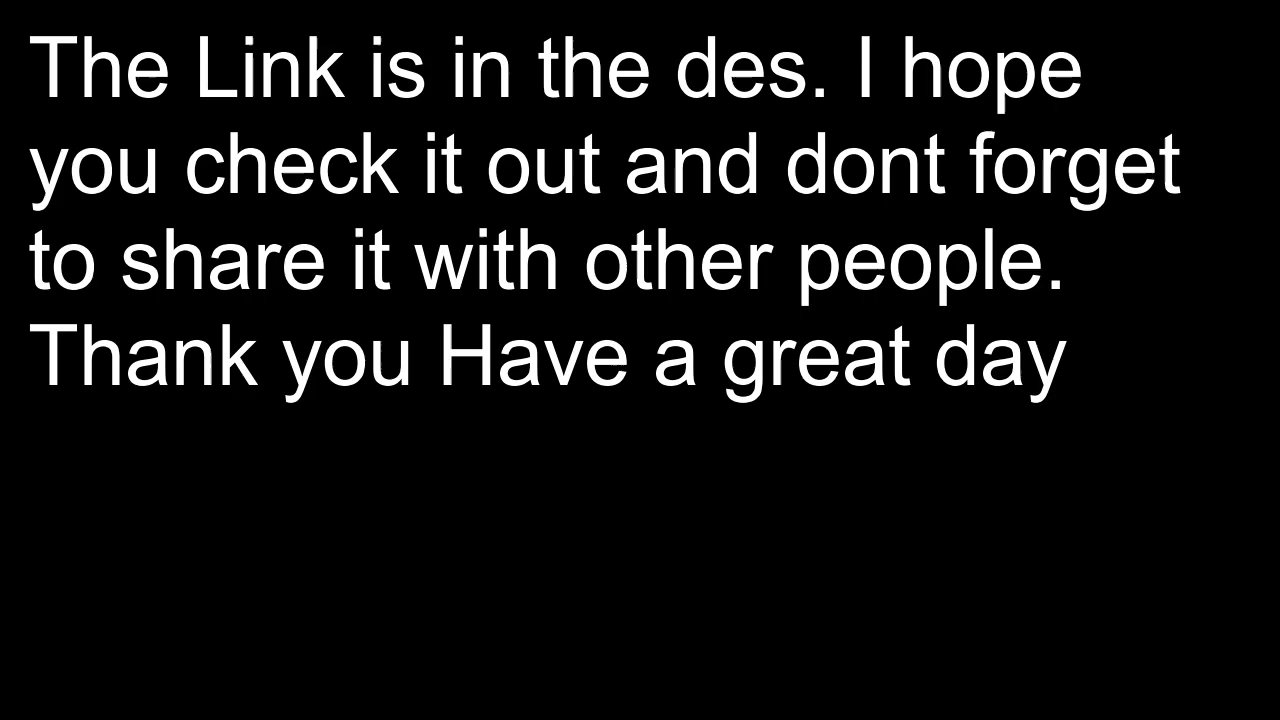 The Link is in the des. I hope
you check it out and dont forget
to share it with other people.
Thank you Have a great day